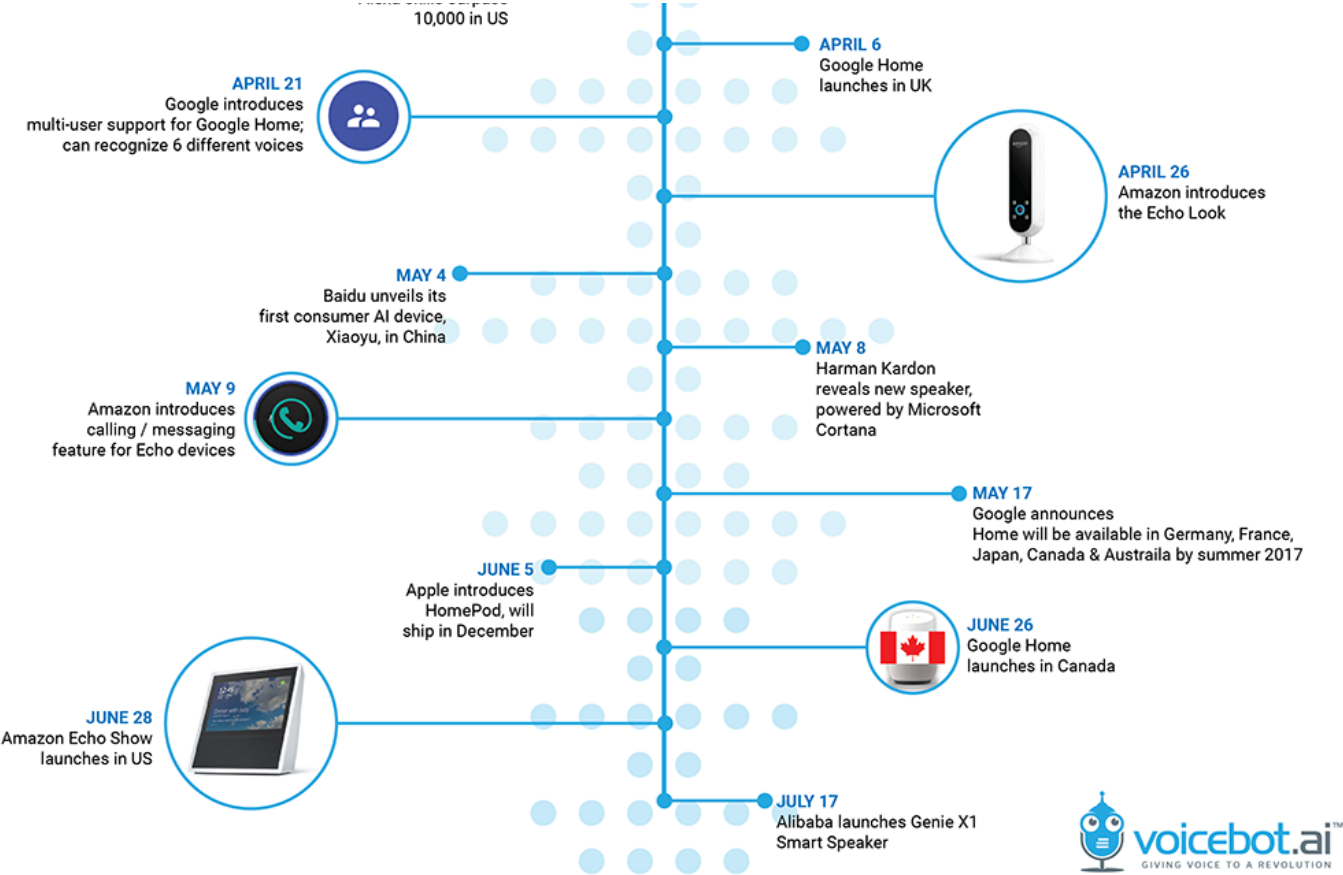 10,000 in US
APRIL 6
Google Home
launches in UK
APRIL 21
Google introduces
multi-user support for Google Home;
can recognize 6 different voices
APRIL 26
Amazon introduces
the Echo Look
MAY 4
Baidu unveils its
first consumer AI device,
Xiaoyu, in China
MAY 8
Harman Kardon
reveals new speaker,
powered by Microsoft
Cortana
MAY 9
Amazon introduces
calling / messaging
feature for Echo devices
MAY 17
Google announces
Home will be available in Germany, France,
Japan, Canada & Austraila by summer 2017
JUNE 5
Apple introduces
HomePod, will
ship in December
JUNE 26
Google Home
launches in Canada
JUNE 28
Amazon Echo Show
launches in US
12:45
JULY 17
Alibaba launches Genie X1
Smart Speaker
voicebot.ai™
GIVING VOICE TO A REVOLUTION